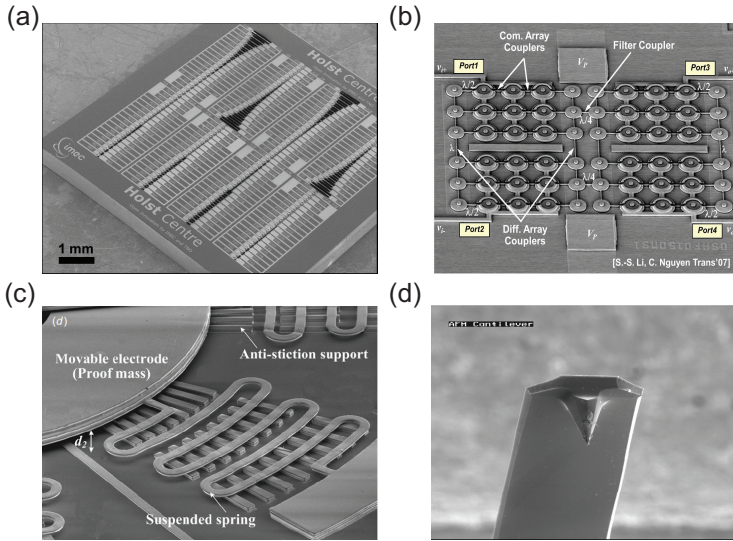 (a)
Holst Centre
imec
Holst Centre
1 mm
(b)
Com. Array
Couplers
Filter Coupler
Port1
Port3
VP
λ/2
λ/2
λ/4
λ
λ
λ/4
λ/2
λ/2
Port2
Port4
Diff. Array
Couplers
VP
[S.-S. Li, C. Nguyen Trans'07]
(c)
(d)
Movable electrode
(Proof mass)
Anti-stiction support
d2
Suspended spring
(d)
AFM Cantilever